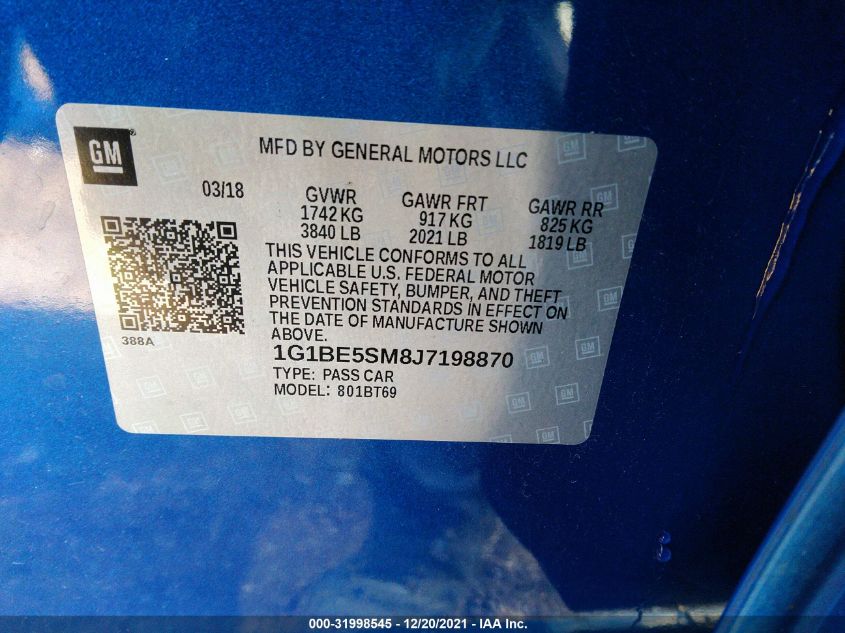 GM
MFD BY GENERAL MOTORS LLC
03/18
GVWR GAWR FRT GAWR RR
1742 KG 917 KG 825 KG
3840 LB 2021 LB 1819 LB
THIS VEHICLE CONFORMS TO ALL
APPLICABLE U.S. FEDERAL MOTOR
VEHICLE SAFETY, BUMPER, AND THEFT
PREVENTION STANDARDS IN EFFECT ON
THE DATE OF MANUFACTURE SHOWN
ABOVE.
388A
1G1BE5SM8J7198870
TYPE: PASS CAR
MODEL: 801BT69
000-31998545 - 12/20/2021 - IAA Inc.